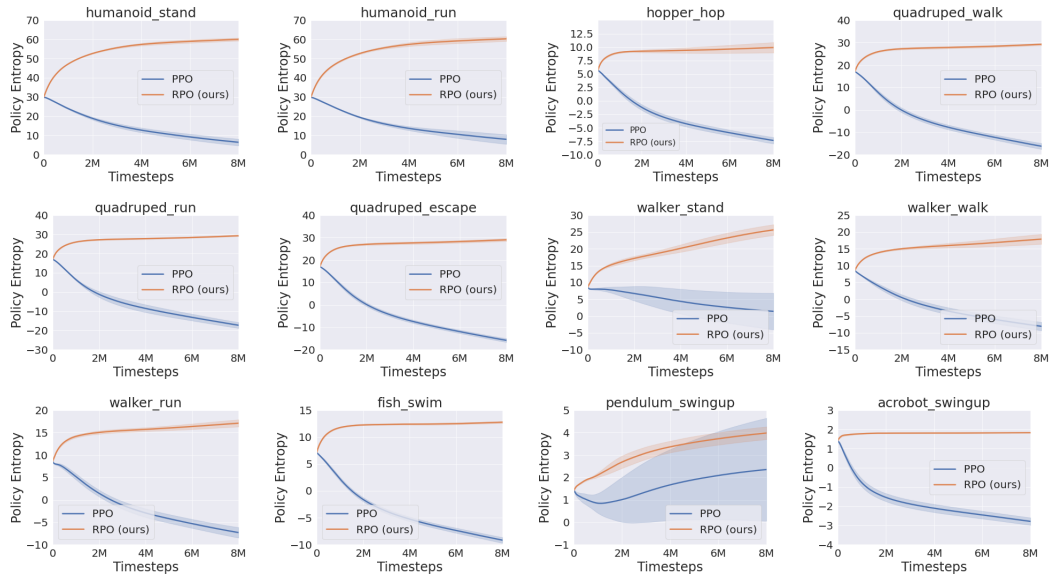 humanoid_stand
70
60
50
40
30
20
10
0
Policy Entropy
PPO
RPO (ours)
0 2M 4M 6M 8M
Timesteps
humanoid_run
70
60
50
40
30
20
10
0
Policy Entropy
PPO
RPO (ours)
0 2M 4M 6M 8M
Timesteps
hopper_hop
12.5
10.0
7.5
5.0
2.5
0.0
−2.5
−5.0
−7.5
−10.0
Policy Entropy
PPO
RPO (ours)
0 2M 4M 6M 8M
Timesteps
quadruped_walk
40
30
20
10
0
−10
−20
Policy Entropy
PPO
RPO (ours)
0 2M 4M 6M 8M
Timesteps
quadruped_run
40
30
20
10
0
−10
−20
−30
Policy Entropy
PPO
RPO (ours)
0 2M 4M 6M 8M
Timesteps
quadruped_escape
40
30
20
10
0
−10
−20
Policy Entropy
PPO
RPO (ours)
0 2M 4M 6M 8M
Timesteps
walker_stand
30
25
20
15
10
5
0
−5
−10
Policy Entropy
PPO
RPO (ours)
0 2M 4M 6M 8M
Timesteps
walker_walk
25
20
15
10
5
0
−5
−10
−15
Policy Entropy
PPO
RPO (ours)
0 2M 4M 6M 8M
Timesteps
walker_run
20
15
10
5
0
−5
−10
Policy Entropy
PPO
RPO (ours)
0 2M 4M 6M 8M
Timesteps
fish_swim
15
10
5
0
−5
−10
Policy Entropy
PPO
RPO (ours)
0 2M 4M 6M 8M
Timesteps
pendulum_swingup
5
4
3
2
1
0
−1
Policy Entropy
PPO
RPO (ours)
0 2M 4M 6M 8M
Timesteps
acrobot_swingup
3
2
1
0
−1
−2
−3
−4
Policy Entropy
PPO
RPO (ours)
0 2M 4M 6M 8M
Timesteps